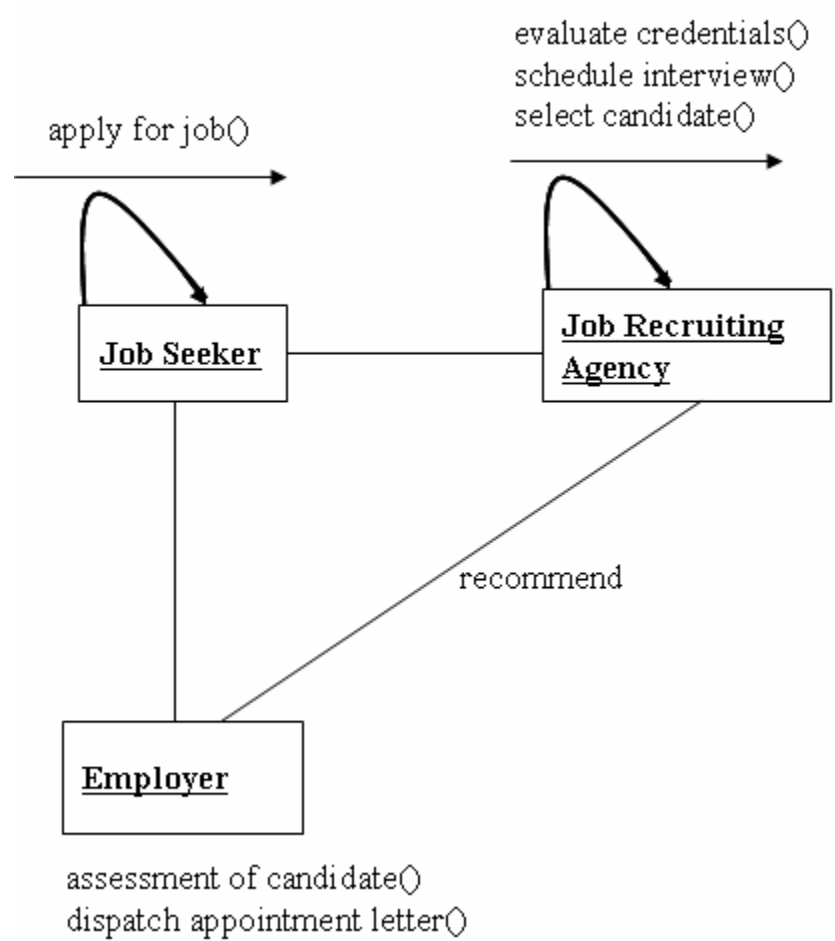 evaluate credentials()
schedule interview()
select candidate()
apply for job()
Job Seeker
Job Recruiting
Agency
recommend
Employer
assessment of candidate()
dispatch appointment letter()